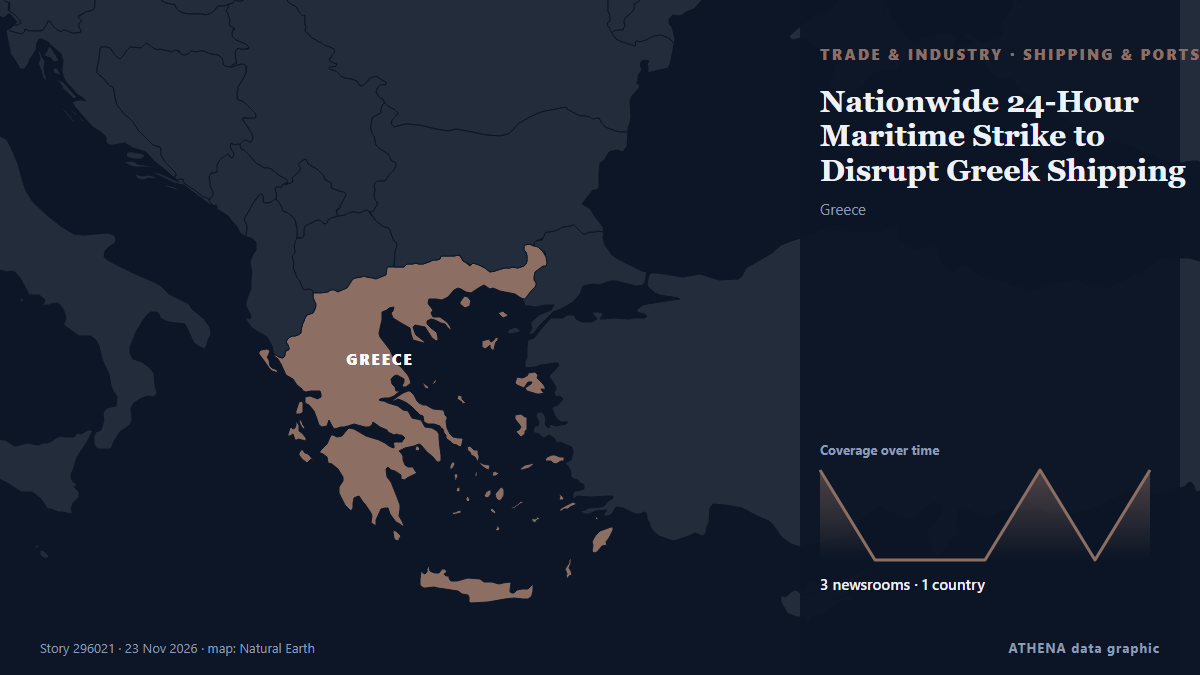 TRADE & INDUSTRY · SHIPPING & PORTS
Nationwide 24-Hour
Maritime Strike to
Disrupt Greek Shipping
Greece
GREECE
Coverage over time
3 newsrooms · 1 country
Story 296021 · 23 Nov 2026 · map: Natural Earth
ATHENA data graphic